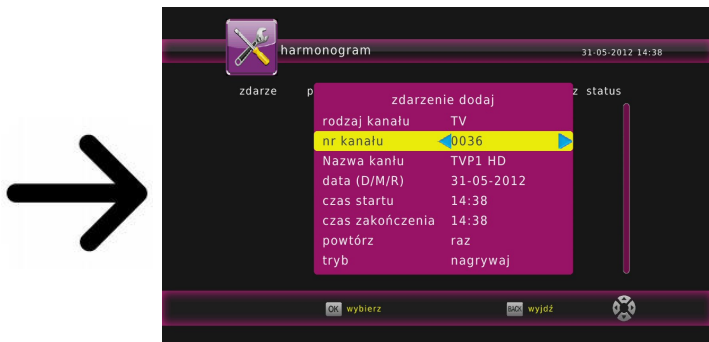 harmonogram 31-05-2012 14:38
zdarze p z status
zdarzenie dodaj
rodzaj kanału TV
nr kanału 0036
Nazwa kanłu TVP1 HD
data (D/M/R) 31-05-2012
czas startu 14:38
czas zakończenia 14:38
powtórz raz
tryb nagrywaj
OK wybierz BACK wyjdź